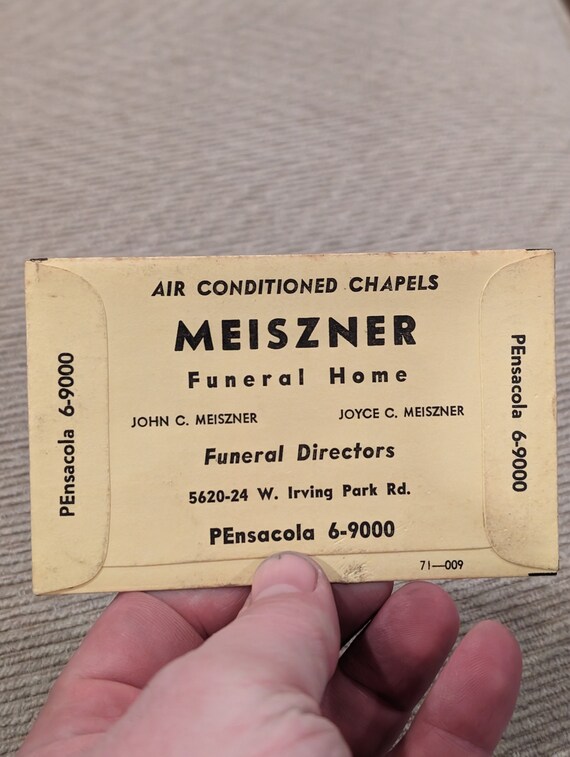 AIR CONDITIONED CHAPELS
MEISZNER
Funeral Home
JOHN C. MEISZNER JOYCE C. MEISZNER
Funeral Directors
5620-24 W. Irving Park Rd.
PEnsacola 6-9000
71—009
PEnsacola 6-9000
PEnsacola 6-9000